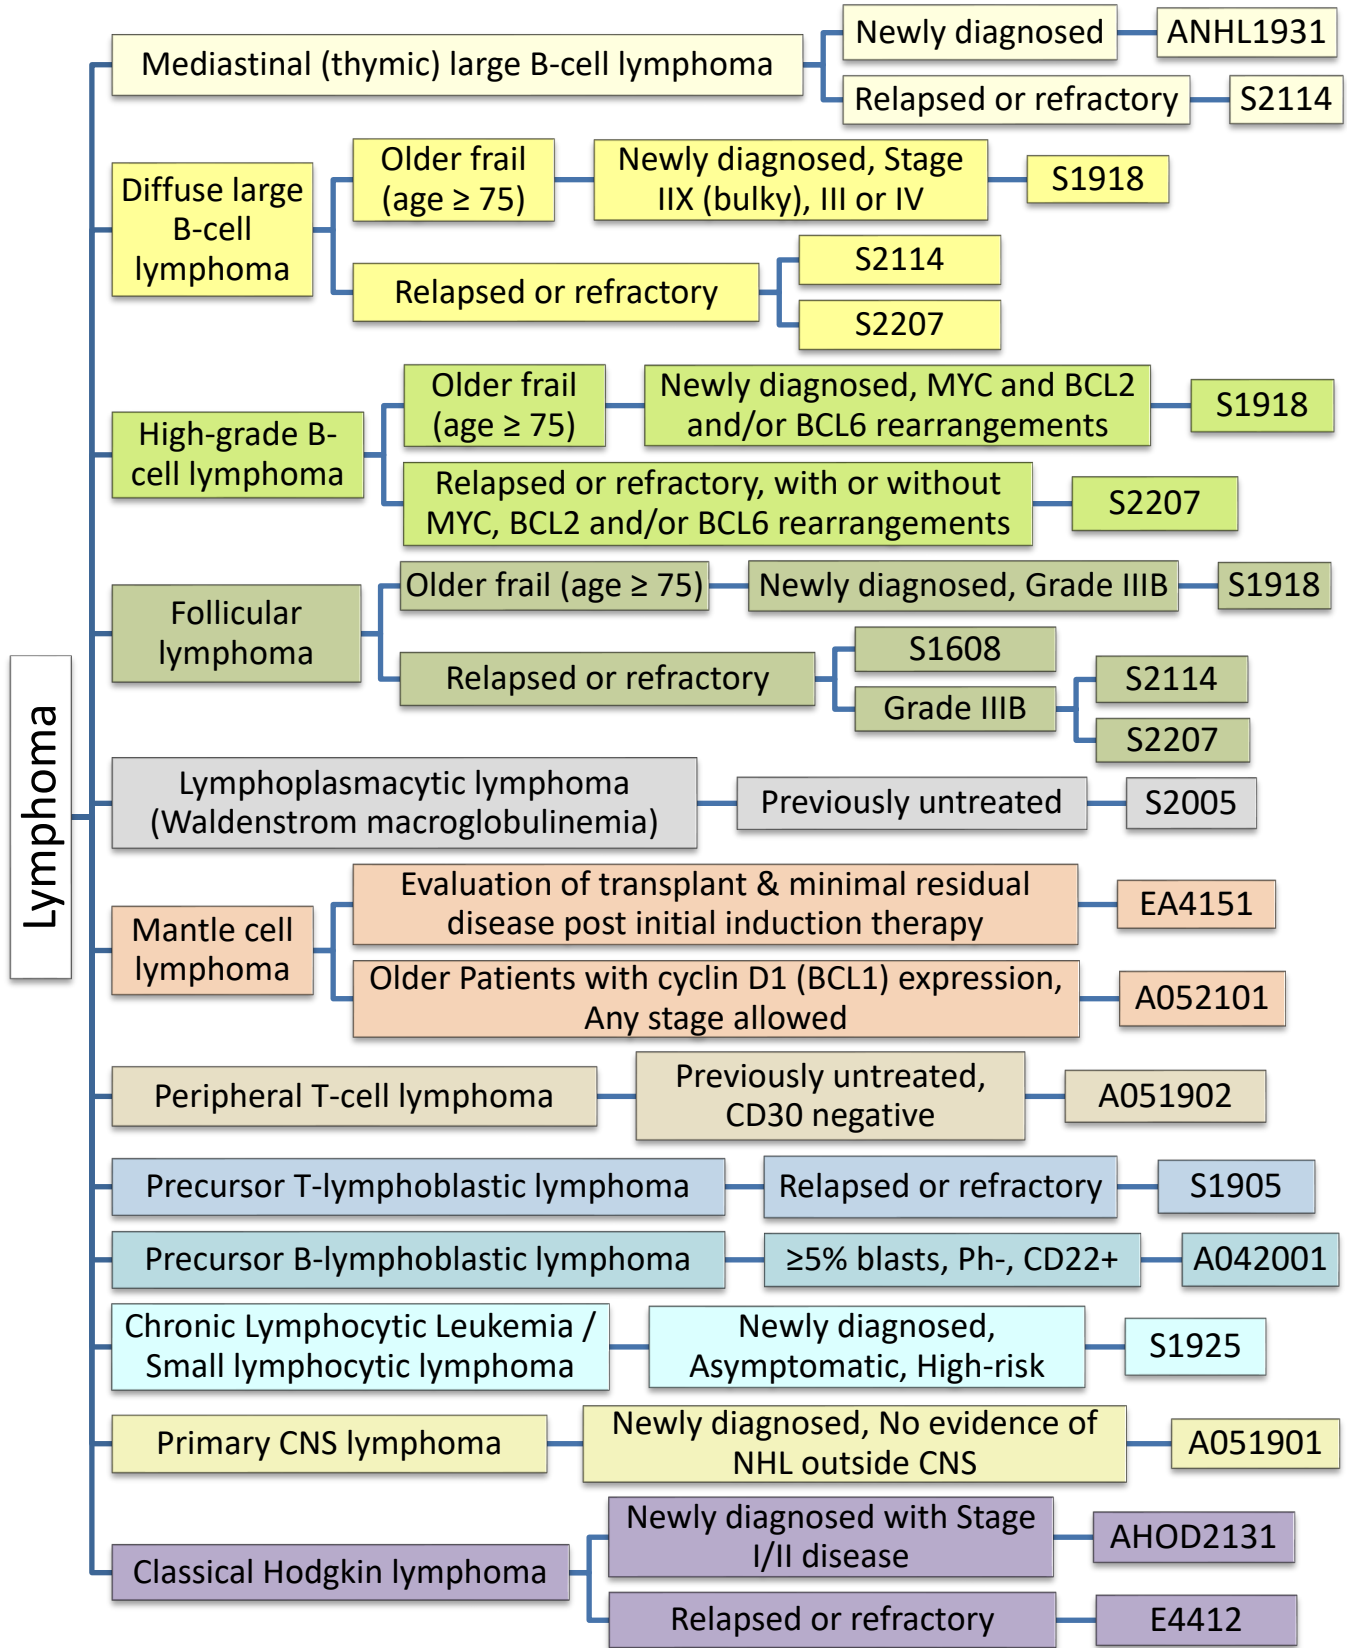 Lymphoma
Mediastinal (thymic) large B-cell lymphoma
Newly diagnosed
ANHL1931
Relapsed or refractory
S2114
Diffuse large
B-cell
lymphoma
Older frail
(age ≥ 75)
Newly diagnosed, Stage
IIX (bulky), III or IV
S1918
Relapsed or refractory
S2114
S2207
High-grade B-
cell lymphoma
Older frail
(age ≥ 75)
Newly diagnosed, MYC and BCL2
and/or BCL6 rearrangements
S1918
Relapsed or refractory, with or without
MYC, BCL2 and/or BCL6 rearrangements
S2207
Follicular
lymphoma
Older frail (age ≥ 75)
Newly diagnosed, Grade IIIB
S1918
Relapsed or refractory
S1608
Grade IIIB
S2114
S2207
Lymphoplasmacytic lymphoma
(Waldenstrom macroglobulinemia)
Previously untreated
S2005
Mantle cell
lymphoma
Evaluation of transplant & minimal residual
disease post initial induction therapy
EA4151
Older Patients with cyclin D1 (BCL1) expression,
Any stage allowed
A052101
Peripheral T-cell lymphoma
Previously untreated,
CD30 negative
A051902
Precursor T-lymphoblastic lymphoma
Relapsed or refractory
S1905
Precursor B-lymphoblastic lymphoma
≥5% blasts, Ph-, CD22+
A042001
Chronic Lymphocytic Leukemia /
Small lymphocytic lymphoma
Newly diagnosed,
Asymptomatic, High-risk
S1925
Primary CNS lymphoma
Newly diagnosed, No evidence of
NHL outside CNS
A051901
Classical Hodgkin lymphoma
Newly diagnosed with Stage
I/II disease
AHOD2131
Relapsed or refractory
E4412